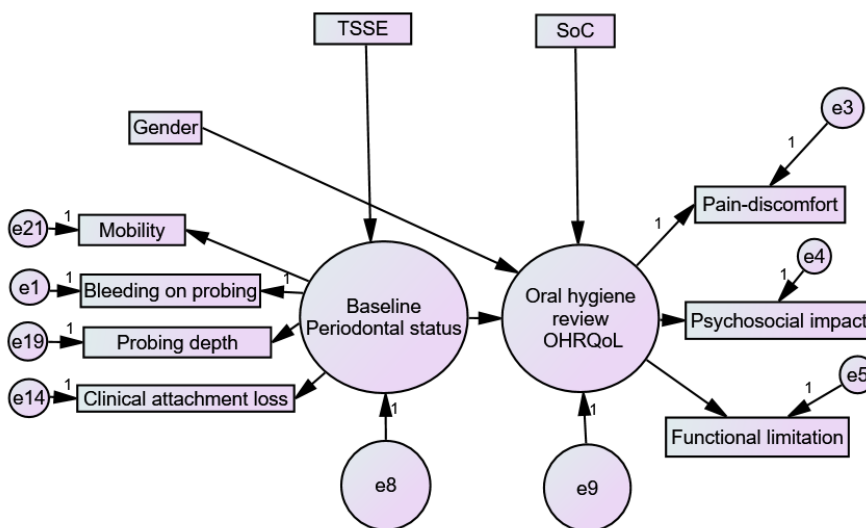 TSSE
SoC
Gender
e3
1
Pain-discomfort
1
e21
1
Mobility
e4
1
Psychosocial impact
e1
1
Bleeding on probing
1
Baseline
Periodontal status
Oral hygiene
review
OHRQoL
e19
1
Probing depth
e5
1
Functional limitation
e14
1
Clinical attachment loss
1
e8
1
e9